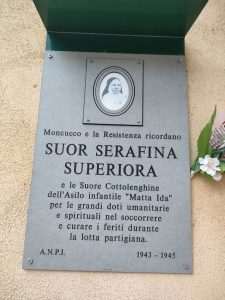 Moncucco e la Resistenza ricordano
SUOR SERAFINA
SUPERIORA
e le Suore Cottolenghine
dell'Asilo infantile "Matta Ida"
per le grandi doti umanitarie
e spirituali nel soccorrere
e curare i feriti durante
la lotta partigiana.
A.N.P.I. 1943 - 1945